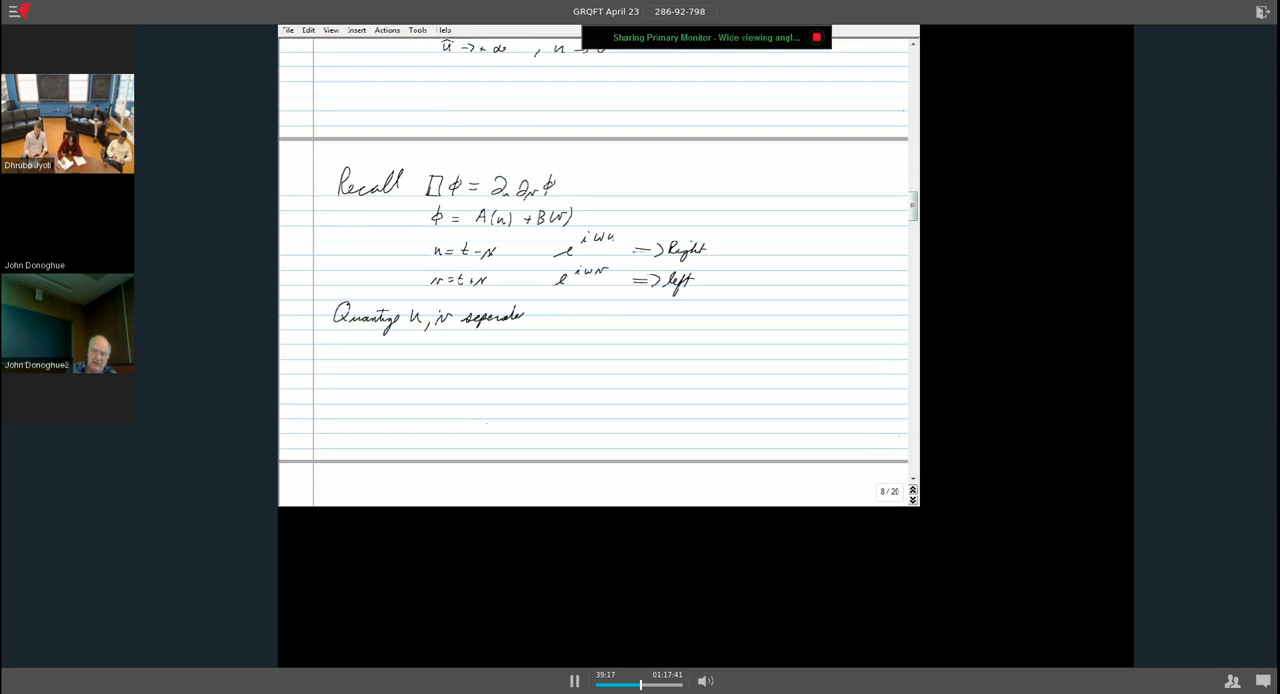 GRQFT April 23 286-92-798
File Edit View Insert Actions Tools Help
Sharing Primary Monitor - Wide viewing angl...
ũ → + ∞ ,
Recall □ φ = ∂u ∂v φ
φ = A(u) + B(v)
u = t - r e^{iωu} => Right
v = t + r e^{iωv} => left
Quantize u, v seperate
Dhrubo Jyoti
John Donoghue
John Donoghue2
8 / 20
39:17 01:17:41